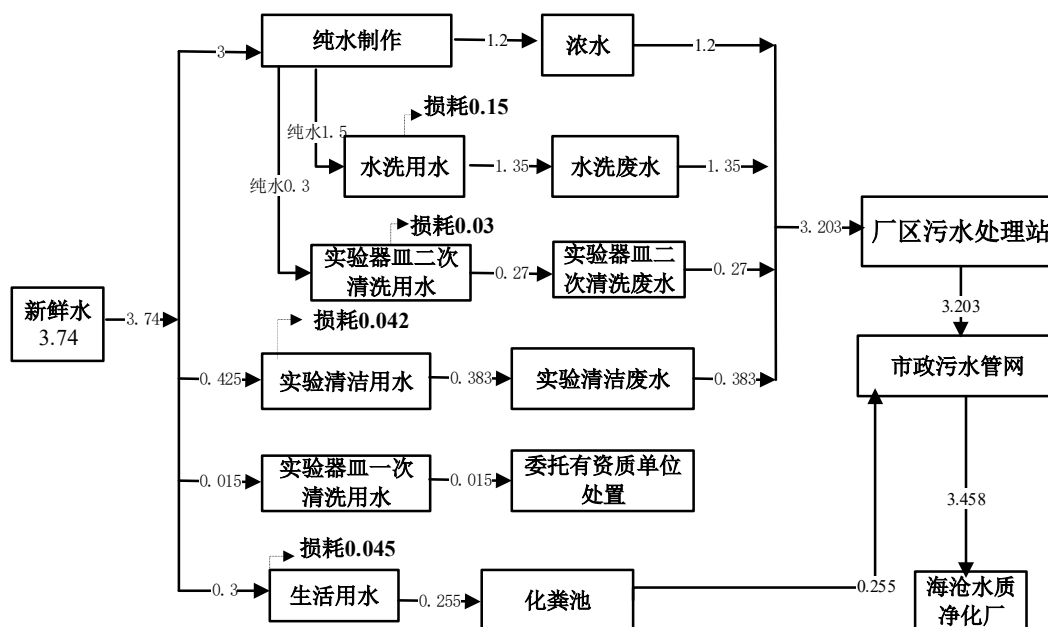 纯水制作
浓水
3
1.2
1.2
损耗0.15
纯水1.5
水洗用水
1.35
水洗废水
1.35
纯水0.3
损耗0.03
实验器皿二次
清洗用水
0.27
实验器皿二
次清洗废水
0.27
3.203
厂区污水处理站
3.203
新鲜水
3.74
3.74
损耗0.042
0.425
实验清洁用水
0.383
实验清洁废水
0.383
市政污水管网
0.015
实验器皿一次
清洗用水
0.015
委托有资质单位
处置
3.458
损耗0.045
0.3
生活用水
0.255
化粪池
0.255
海沧水质
净化厂